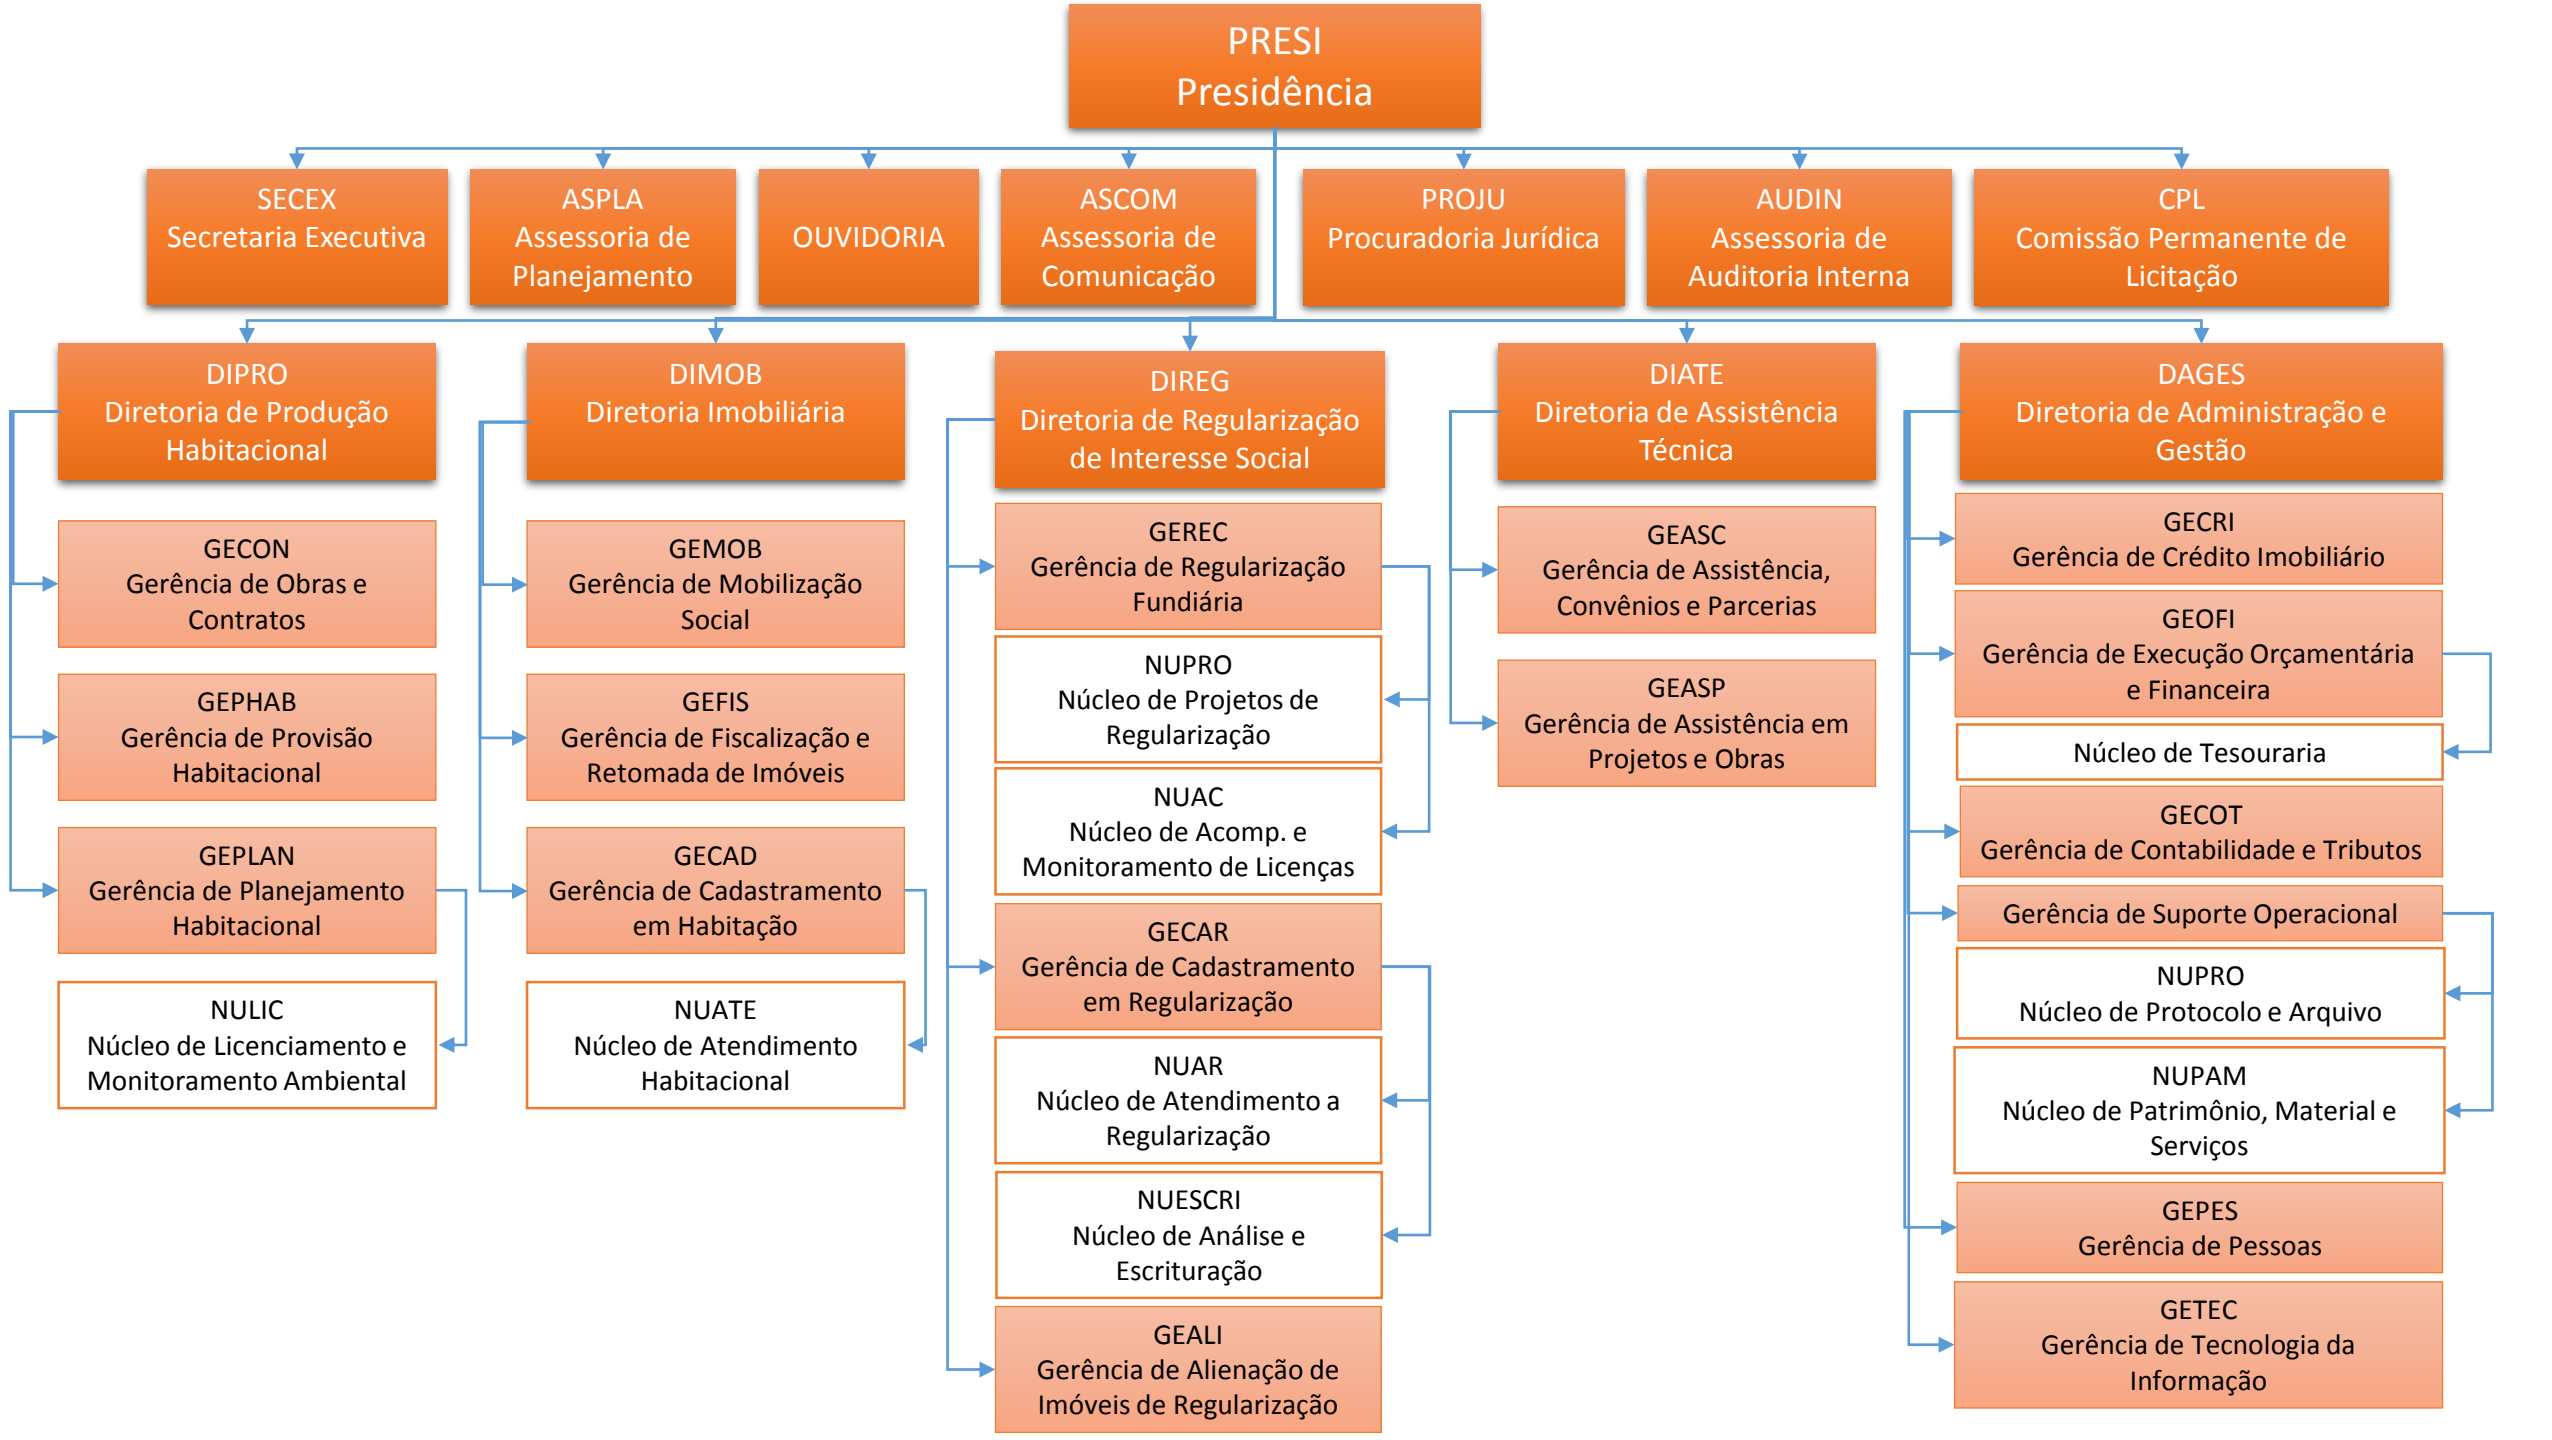 PRESI
Presidência
SECEX
Secretaria Executiva
ASPLA
Assessoria de
Planejamento
OUVIDORIA
ASCOM
Assessoria de
Comunicação
PROJU
Procuradoria Jurídica
AUDIN
Assessoria de
Auditoria Interna
CPL
Comissão Permanente de
Licitação
DIPRO
Diretoria de Produção
Habitacional
GECON
Gerência de Obras e
Contratos
GEPHAB
Gerência de Provisão
Habitacional
GEPLAN
Gerência de Planejamento
Habitacional
NULIC
Núcleo de Licenciamento e
Monitoramento Ambiental
DIMOB
Diretoria Imobiliária
GEMOB
Gerência de Mobilização
Social
GEFIS
Gerência de Fiscalização e
Retomada de Imóveis
GECAD
Gerência de Cadastramento
em Habitação
NUATE
Núcleo de Atendimento
Habitacional
DIREG
Diretoria de Regularização
de Interesse Social
GEREC
Gerência de Regularização
Fundiária
NUPRO
Núcleo de Projetos de
Regularização
NUAC
Núcleo de Acomp. e
Monitoramento de Licenças
GECAR
Gerência de Cadastramento
em Regularização
NUAR
Núcleo de Atendimento a
Regularização
NUESCRI
Núcleo de Análise e
Escrituração
GEALI
Gerência de Alienação de
Imóveis de Regularização
DIATE
Diretoria de Assistência
Técnica
GEASC
Gerência de Assistência,
Convênios e Parcerias
GEASP
Gerência de Assistência em
Projetos e Obras
DAGES
Diretoria de Administração e
Gestão
GECRI
Gerência de Crédito Imobiliário
GEOFI
Gerência de Execução Orçamentária
e Financeira
Núcleo de Tesouraria
GECOT
Gerência de Contabilidade e Tributos
Gerência de Suporte Operacional
NUPRO
Núcleo de Protocolo e Arquivo
NUPAM
Núcleo de Patrimônio, Material e
Serviços
GEPES
Gerência de Pessoas
GETEC
Gerência de Tecnologia da
Informação